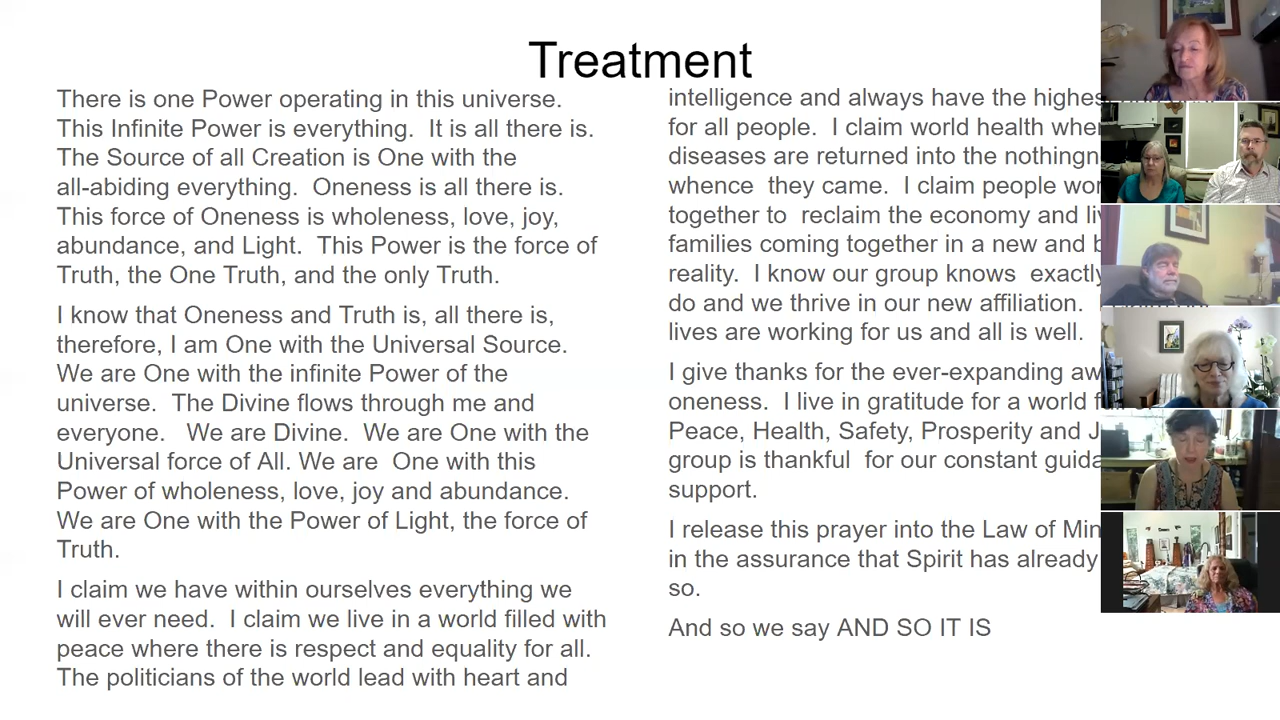 Treatment
There is one Power operating in this universe.
This Infinite Power is everything.  It is all there is.
The Source of all Creation is One with the
all-abiding everything.  Oneness is all there is.
This force of Oneness is wholeness, love, joy,
abundance, and Light.  This Power is the force of
Truth, the One Truth, and the only Truth.
I know that Oneness and Truth is, all there is,
therefore, I am One with the Universal Source.
We are One with the infinite Power of the
universe.  The Divine flows through me and
everyone.   We are Divine.  We are One with the
Universal force of All. We are  One with this
Power of wholeness, love, joy and abundance.
We are One with the Power of Light, the force of
Truth.
I claim we have within ourselves everything we
will ever need.  I claim we live in a world filled with
peace where there is respect and equality for all.
The politicians of the world lead with heart and
intelligence and always have the
for all people.  I claim world health
diseases are returned into the
whence  they came.  I claim people
together to  reclaim the economy and
families coming together in a new and
reality.  I know our group knows  exactly
do and we thrive in our new affiliation.
lives are working for us and all is well.
I give thanks for the ever-expanding
oneness.  I live in gratitude for a world
Peace, Health, Safety, Prosperity and
group is thankful  for our constant
support.
I release this prayer into the Law of
in the assurance that Spirit has already
so.
And so we say AND SO IT IS